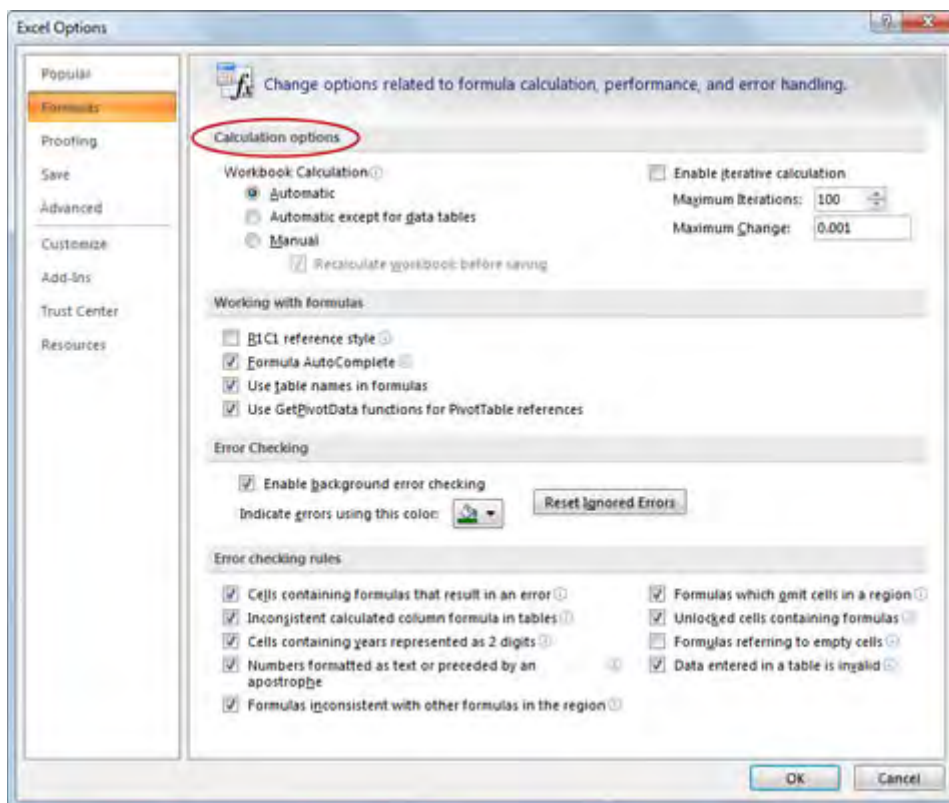 Excel Options
Popular
Formulas
Proofing
Save
Advanced
Customize
Add-Ins
Trust Center
Resources
Change options related to formula calculation, performance, and error handling.
Calculation options
Workbook Calculation
Automatic
Automatic except for data tables
Manual
Recalculate workbook before saving
Enable iterative calculation
Maximum Iterations: 100
Maximum Change: 0.001
Working with formulas
R1C1 reference style
Formula AutoComplete
Use table names in formulas
Use GetPivotData functions for PivotTable references
Error Checking
Enable background error checking
Indicate errors using this color:
Reset Ignored Errors
Error checking rules
Cells containing formulas that result in an error
Inconsistent calculated column formula in tables
Cells containing years represented as 2 digits
Numbers formatted as text or preceded by an
apostrophe
Formulas inconsistent with other formulas in the region
Formulas which omit cells in a region
Unlocked cells containing formulas
Formulas referring to empty cells
Data entered in a table is invalid
OK
Cancel